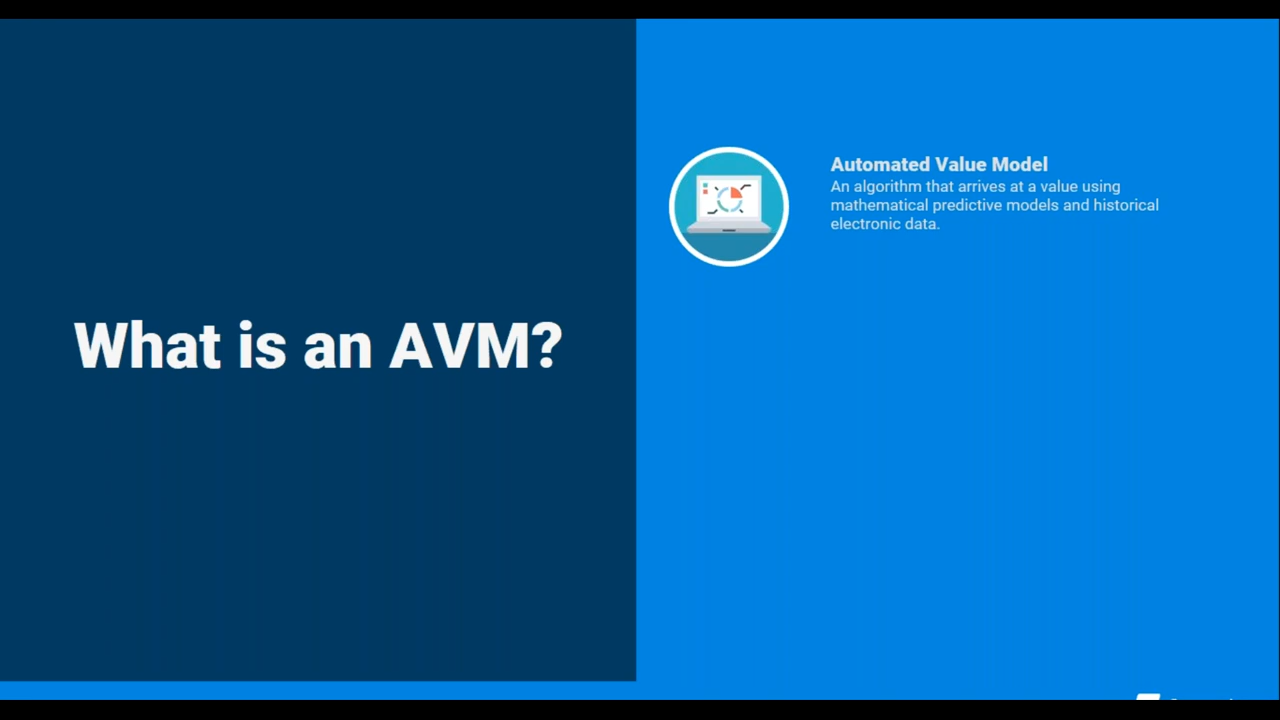 What is an AVM?
Automated Value Model
An algorithm that arrives at a value using
mathematical predictive models and historical
electronic data.